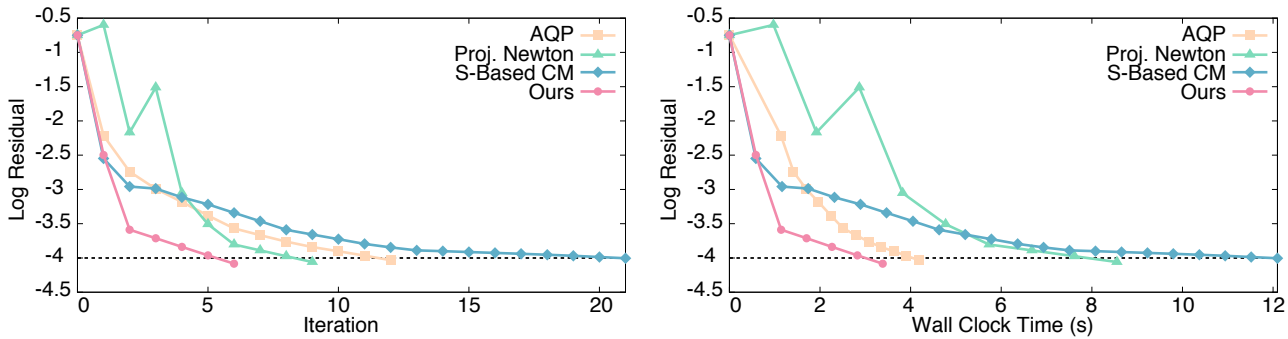 -0.5
-1
-1.5
-2
-2.5
-3
-3.5
-4
-4.5
Log Residual
0
5
10
15
20
Iteration
AQP
Proj. Newton
S-Based CM
Ours
-0.5
-1
-1.5
-2
-2.5
-3
-3.5
-4
-4.5
Log Residual
0
2
4
6
8
10
12
Wall Clock Time (s)
AQP
Proj. Newton
S-Based CM
Ours